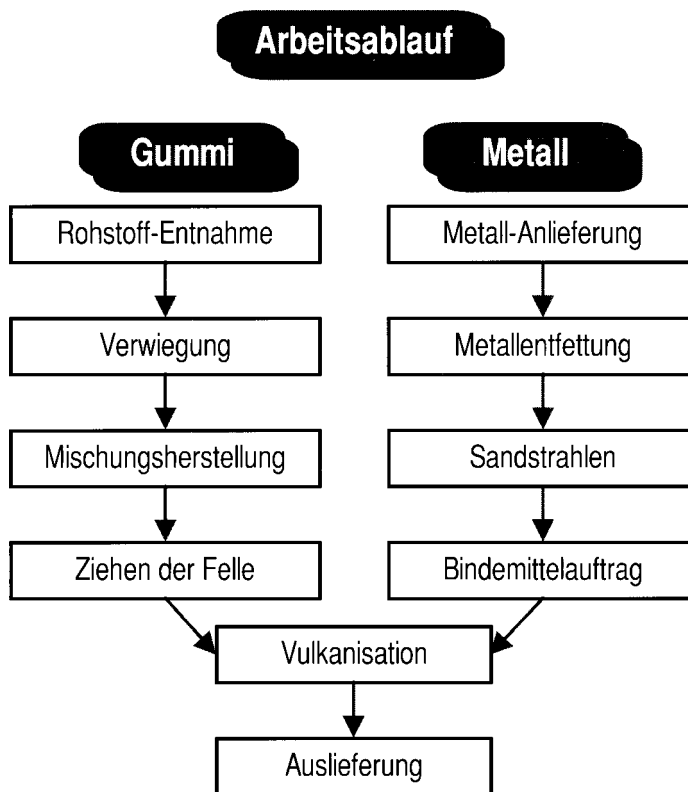 Arbeitsablauf
Gummi
Rohstoff-Entnahme
Verwiegung
Mischungsherstellung
Ziehen der Felle
Metall
Metall-Anlieferung
Metallentfettung
Sandstrahlen
Bindemittelauftrag
Vulkanisation
Auslieferung